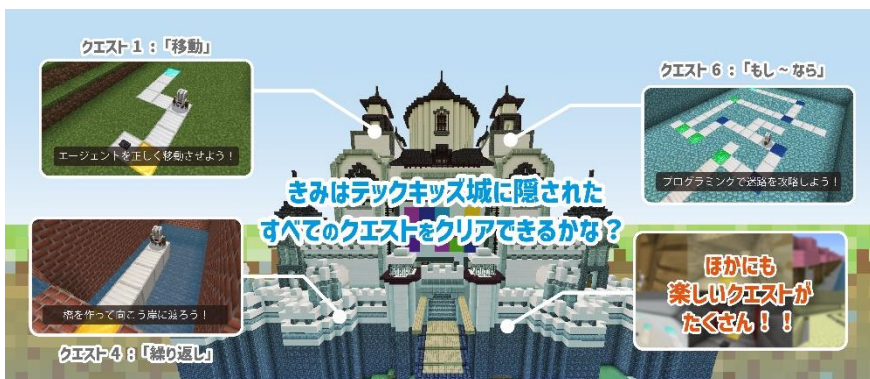 クエスト1：「移動」
エージェントを正しく移動させよう！
クエスト6：「もし～なら」
プログラミングで迷路を攻略しよう！
きみはテックキッズ城に隠された
すべてのクエストをクリアできるかな？
橋を作って向こう岸に渡ろう！
クエスト4：「繰り返し」
ほかにも
楽しいクエストが
たくさん！！